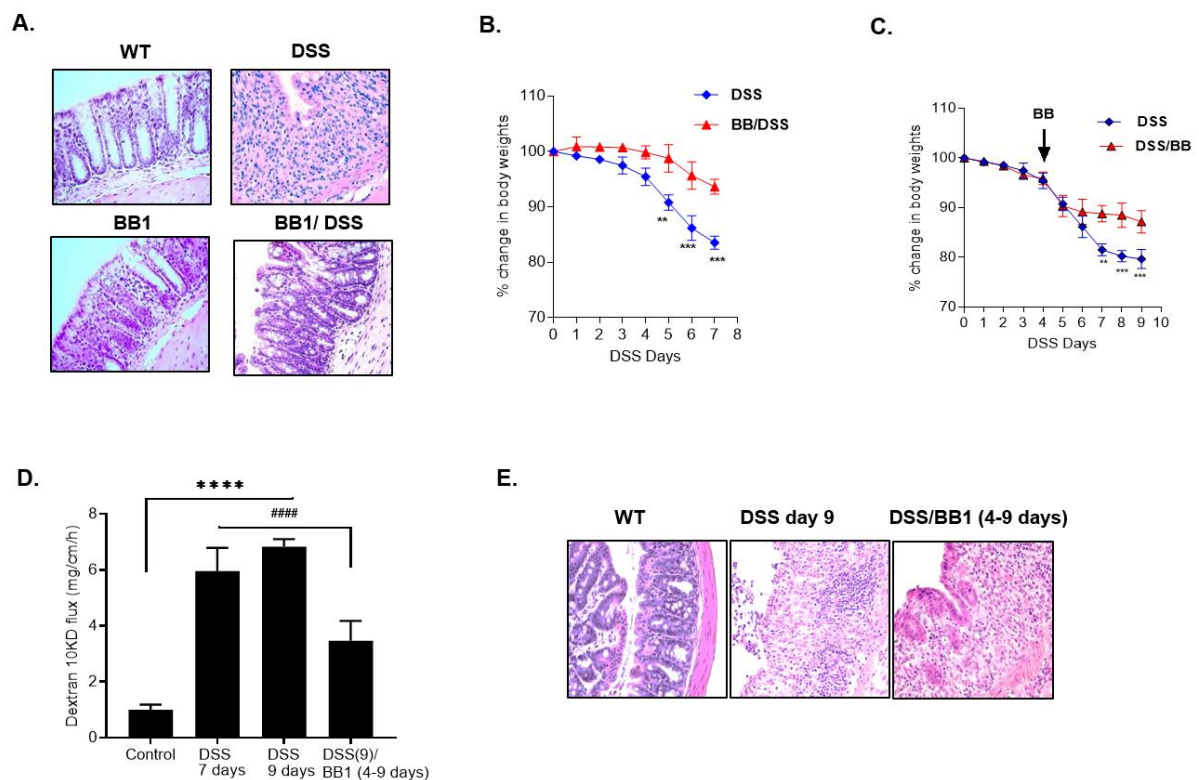 A.
WT
DSS
BB1
BB1/ DSS
B.
DSS
BB/DSS
% change in body weights
110
100
90
80
70
**
***
***
0 1 2 3 4 5 6 7 8
DSS Days
C.
BB
DSS
DSS/BB
% change in body weights
110
100
90
80
70
**
***
***
0 1 2 3 4 5 6 7 8 9 10
DSS Days
D.
****
####
Dextran 10KD flux (mg/cm/h)
8
6
4
2
0
Control
DSS
7 days
DSS
9 days
DSS(9)/
BB1 (4-9 days)
E.
WT
DSS day 9
DSS/BB1 (4-9 days)